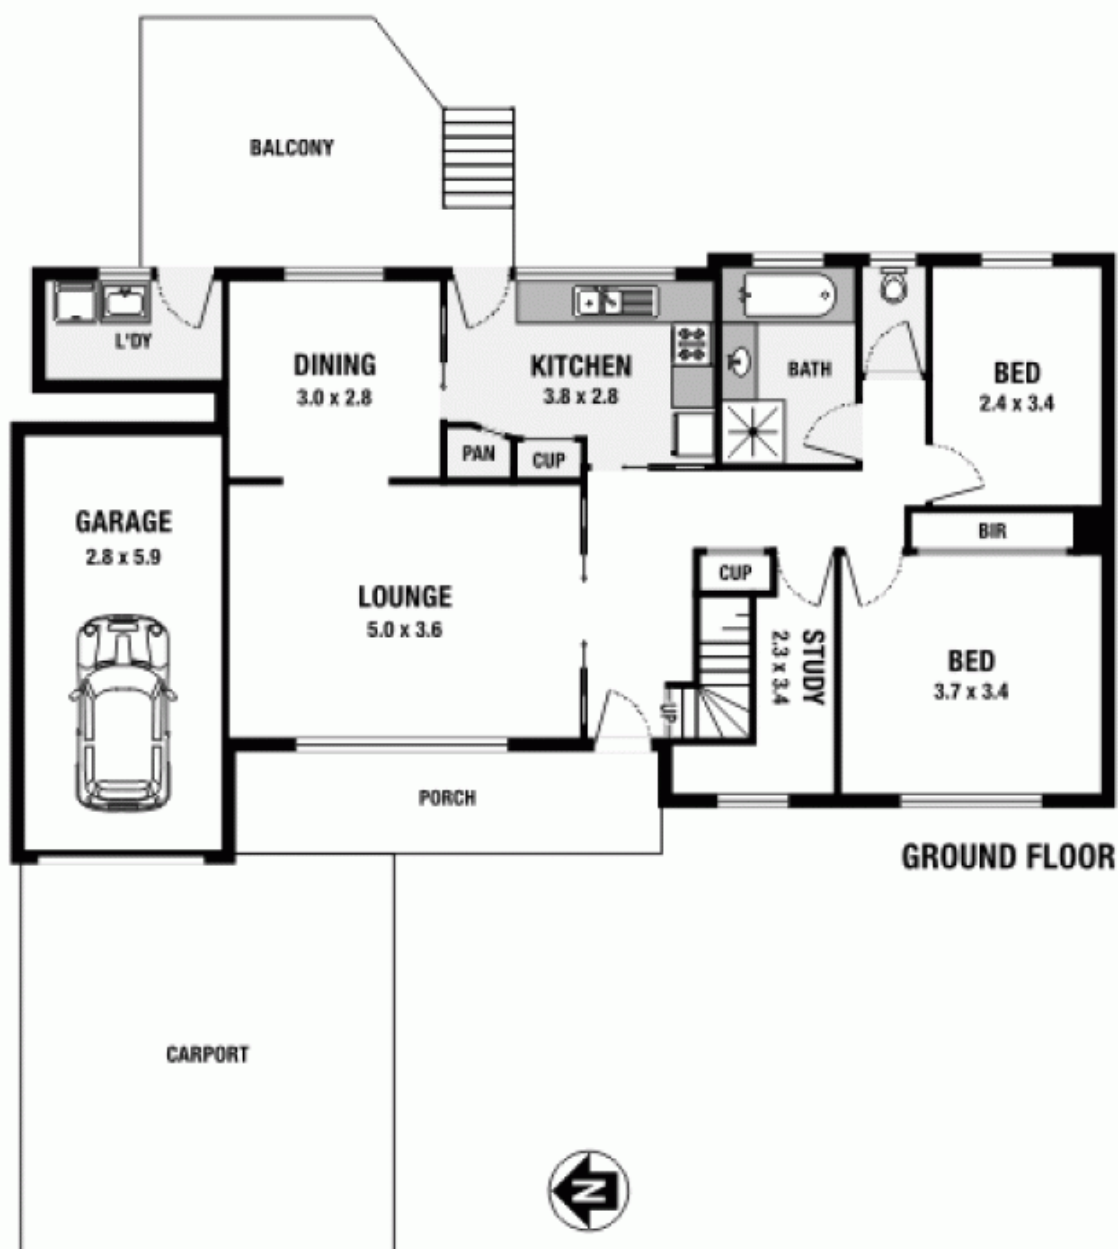 BALCONY
L'DY
DINING
3.0 x 2.8
KITCHEN
3.8 x 2.8
BATH
BED
2.4 x 3.4
PAN
CUP
GARAGE
2.8 x 5.9
LOUNGE
5.0 x 3.6
BIR
CUP
STUDY
2.3 x 3.4
BED
3.7 x 3.4
UP
PORCH
GROUND FLOOR
CARPORT
N